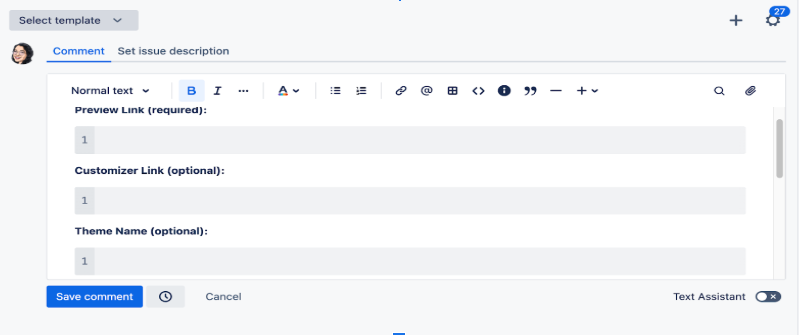 Select template
27
Comment Set issue description
Normal text B I ... A @ <> i ” — +
Preview Link (required):
1
Customizer Link (optional):
1
Theme Name (optional):
1
Save comment Cancel Text Assistant